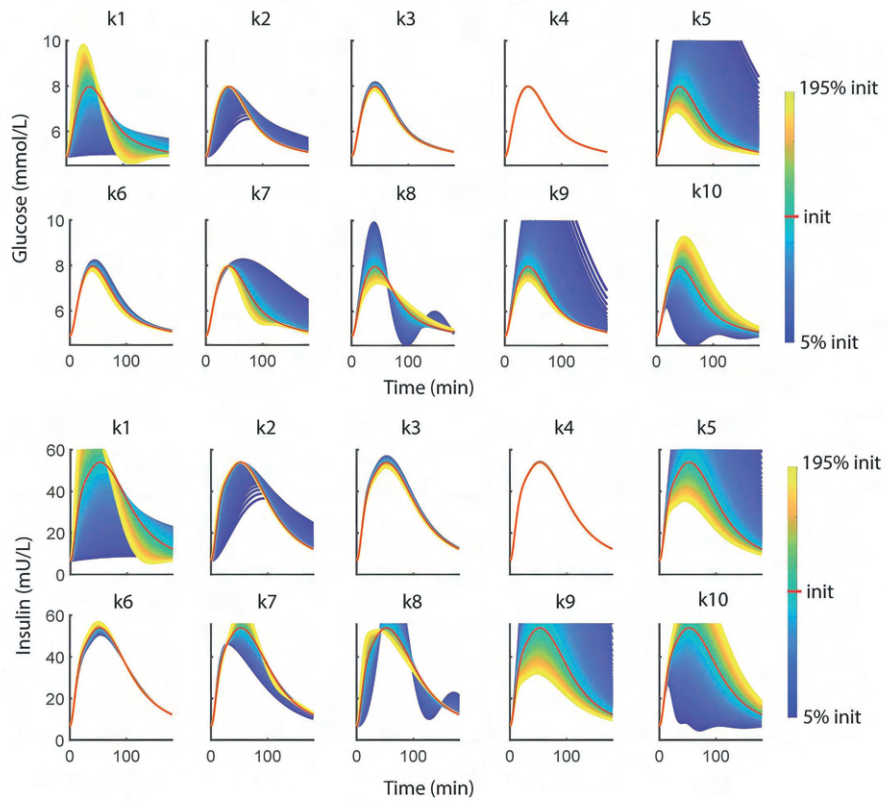 k1 k2 k3 k4 k5
10
8
6
Glucose (mmol/L)
k6 k7 k8 k9 k10
10
8
6
0 100 0 100 0 100 0 100 0 100
Time (min)
195% init
init
5% init
k1 k2 k3 k4 k5
60
40
20
0
Insulin (mU/L)
k6 k7 k8 k9 k10
60
40
20
0
0 100 0 100 0 100 0 100 0 100
Time (min)
195% init
init
5% init